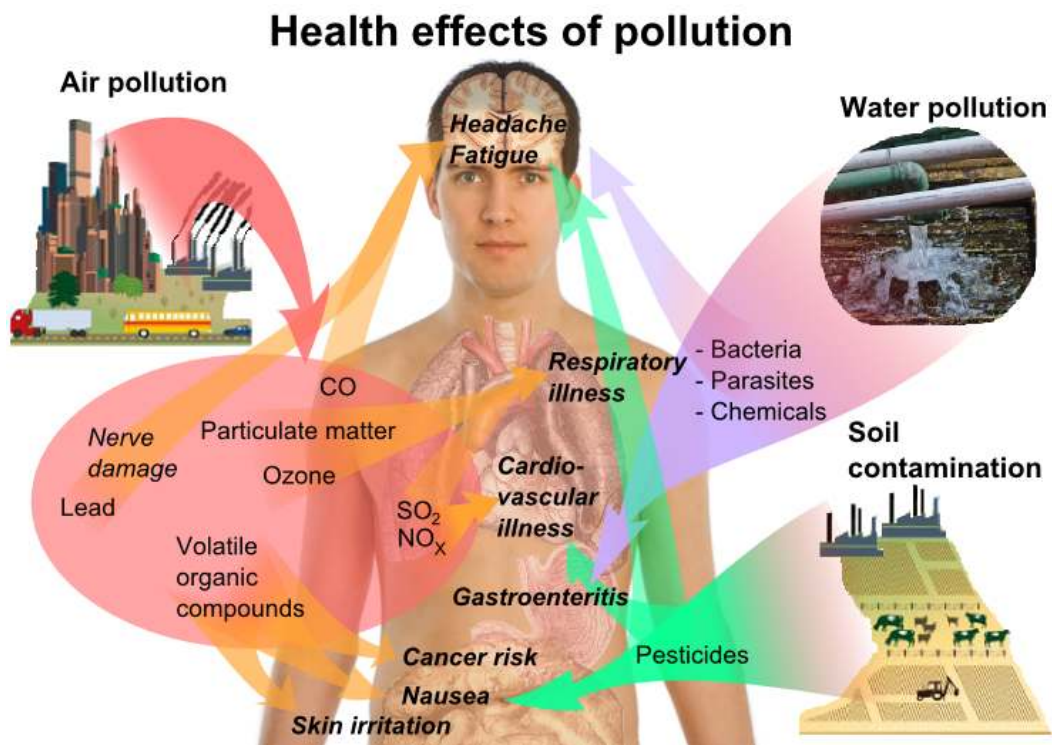 Health effects of pollution
Air pollution
Water pollution
Headache
Fatigue
- Bacteria
- Parasites
- Chemicals
Respiratory
illness
CO
Particulate matter
Nerve
damage
Ozone
Lead
SO₂
NOₓ
Cardio-
vascular
illness
Soil
contamination
Volatile
organic
compounds
Gastroenteritis
Cancer risk
Pesticides
Nausea
Skin irritation